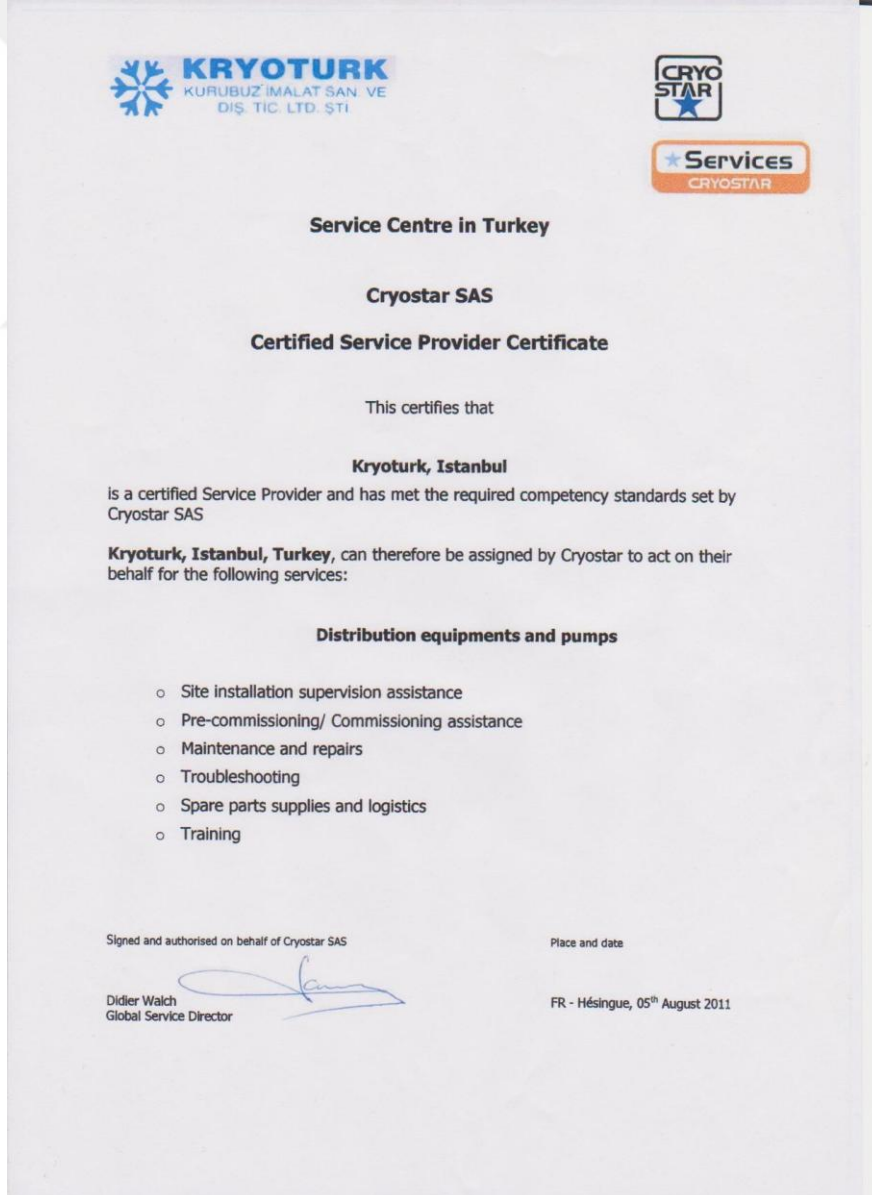 KRYOTURK
KURUBUZ İMALAT SAN. VE
DIŞ. TİC. LTD. ŞTİ
CRYO
STAR
Services
CRYOSTAR
Service Centre in Turkey
Cryostar SAS
Certified Service Provider Certificate
This certifies that
Kryoturk, Istanbul
is a certified Service Provider and has met the required competency standards set by
Cryostar SAS
Kryoturk, Istanbul, Turkey, can therefore be assigned by Cryostar to act on their
behalf for the following services:
Distribution equipments and pumps
o Site installation supervision assistance
o Pre-commissioning/ Commissioning assistance
o Maintenance and repairs
o Troubleshooting
o Spare parts supplies and logistics
o Training
Signed and authorised on behalf of Cryostar SAS
Place and date
Didier Walch
Global Service Director
FR - Hésingue, 05th August 2011